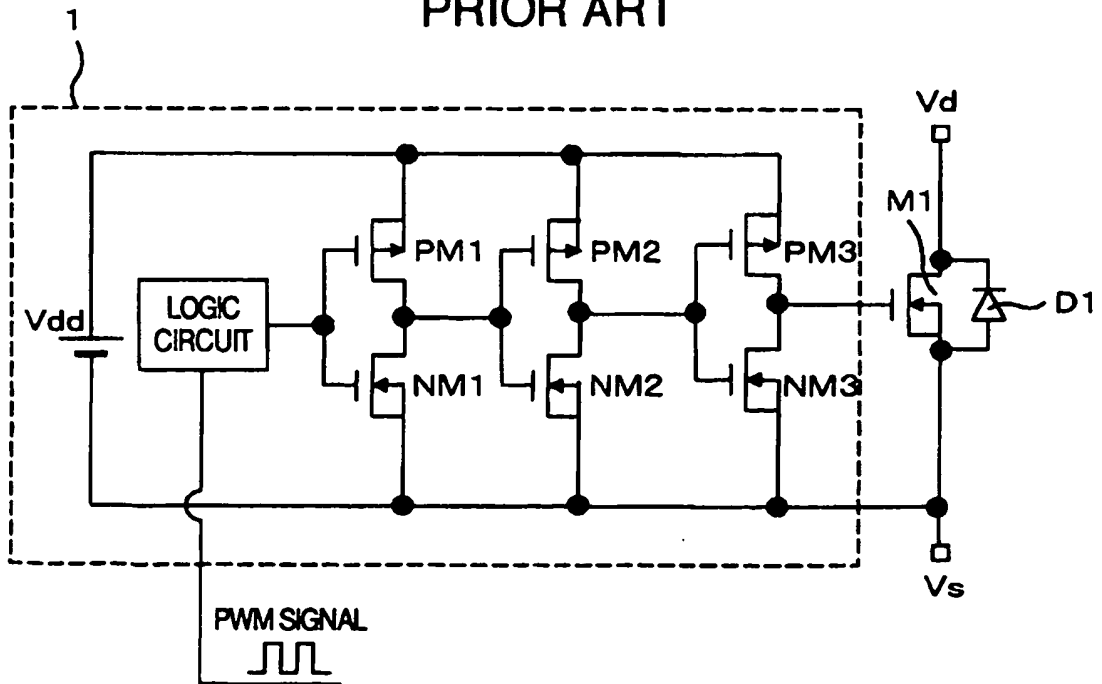 PRIOR ART
1
Vd
M1
PM1
PM2
PM3
LOGIC
CIRCUIT
Vdd
D1
NM1
NM2
NM3
Vs
PWM SIGNAL